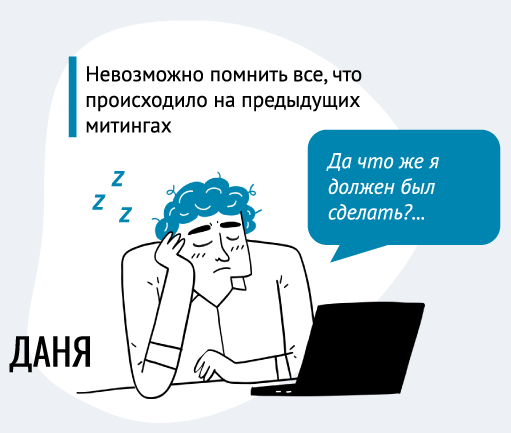 Невозможно помнить все, что
происходило на предыдущих
митингах
Да что же я
должен был
сделать?...
z
z
z
ДАНЯ